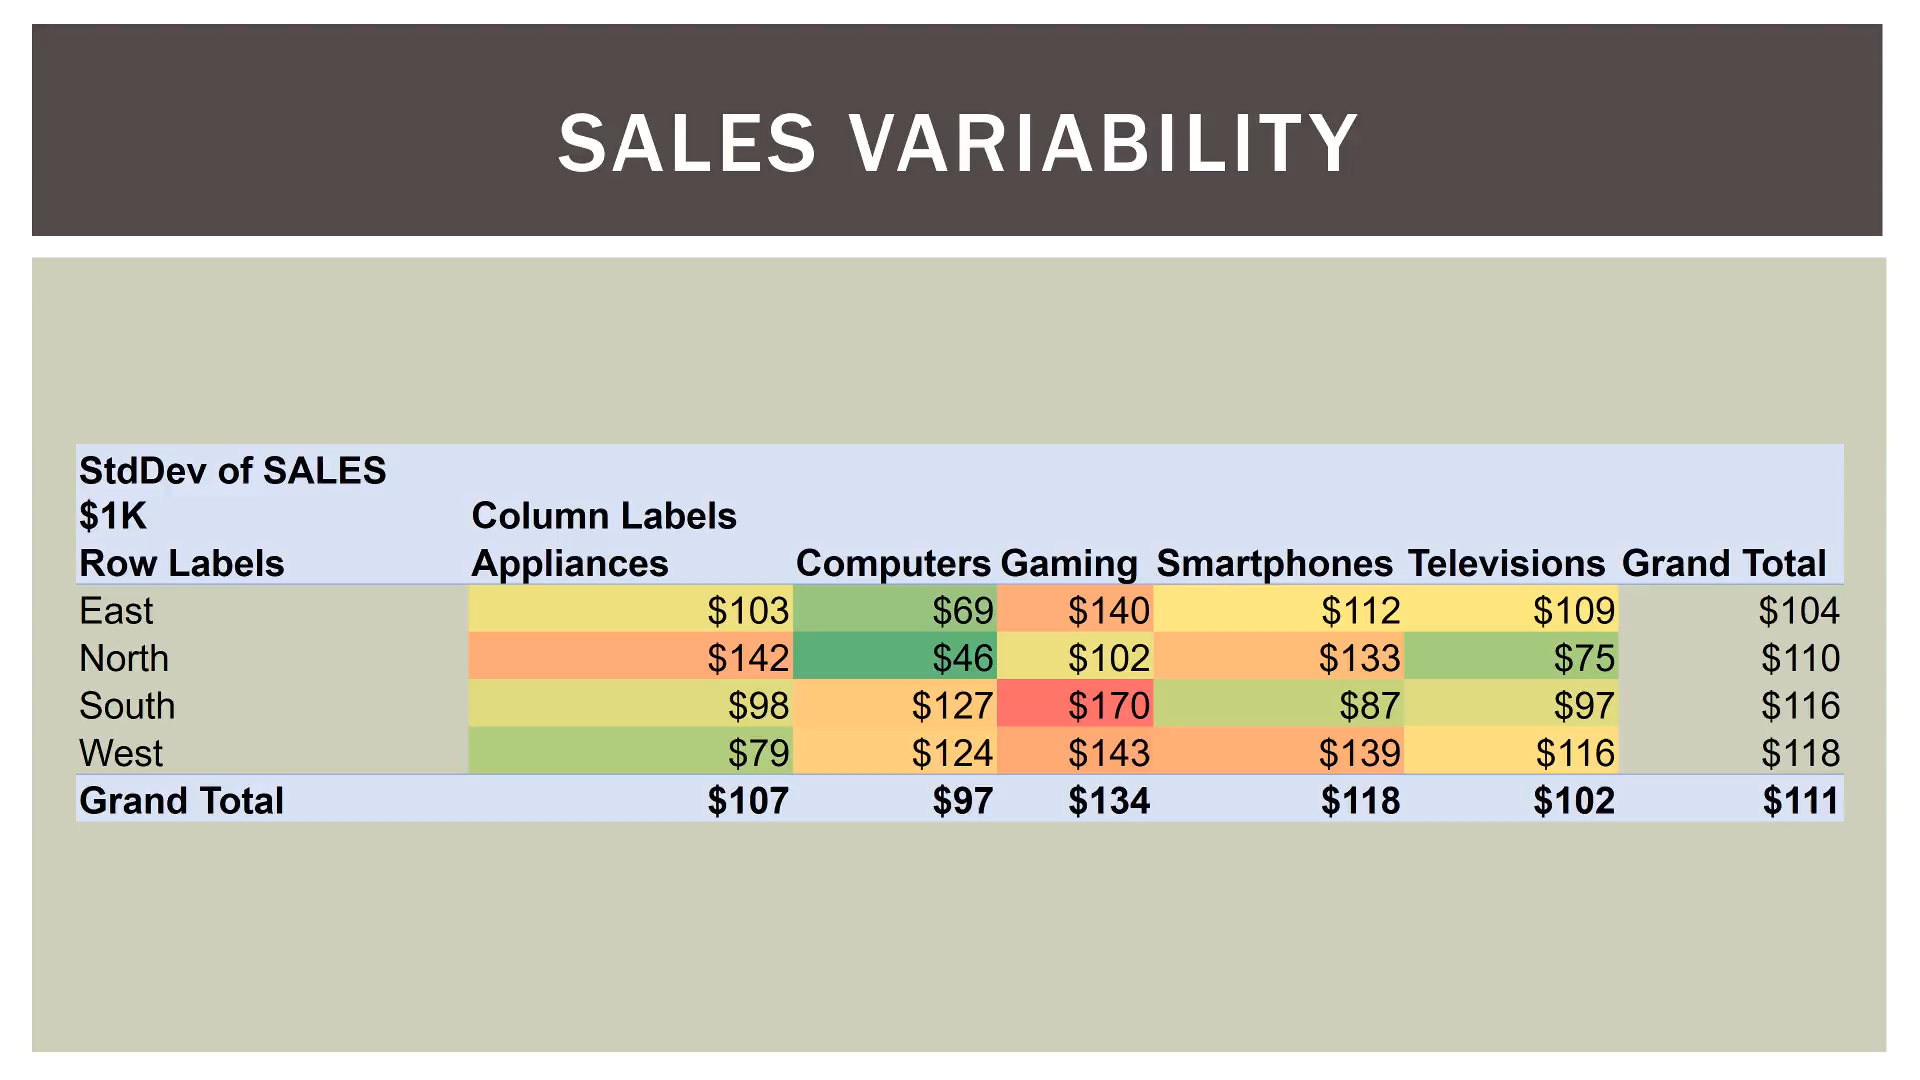 SALES VARIABILITY
StdDev of SALES
$1K Column Labels
Row Labels Appliances Computers Gaming Smartphones Televisions Grand Total
East $103 $69 $140 $112 $109 $104
North $142 $46 $102 $133 $75 $110
South $98 $127 $170 $87 $97 $116
West $79 $124 $143 $139 $116 $118
Grand Total $107 $97 $134 $118 $102 $111